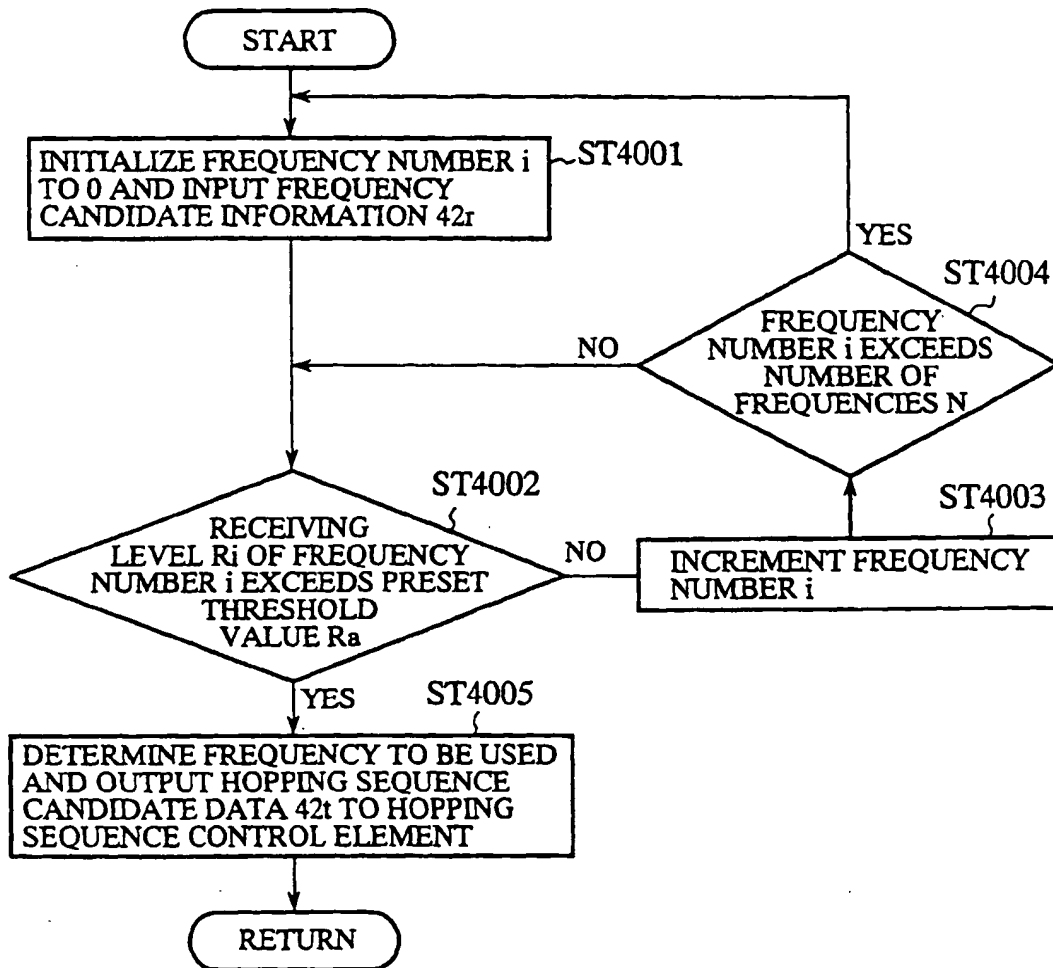 START
INITIALIZE FREQUENCY NUMBER i
TO 0 AND INPUT FREQUENCY
CANDIDATE INFORMATION 42r
ST4001
YES
ST4004
FREQUENCY
NUMBER i EXCEEDS
NUMBER OF
FREQUENCIES N
NO
ST4002
RECEIVING
LEVEL Ri OF FREQUENCY
NUMBER i EXCEEDS PRESET
THRESHOLD
VALUE Ra
NO
ST4003
INCREMENT FREQUENCY
NUMBER i
YES
ST4005
DETERMINE FREQUENCY TO BE USED
AND OUTPUT HOPPING SEQUENCE
CANDIDATE DATA 42t TO HOPPING
SEQUENCE CONTROL ELEMENT
RETURN